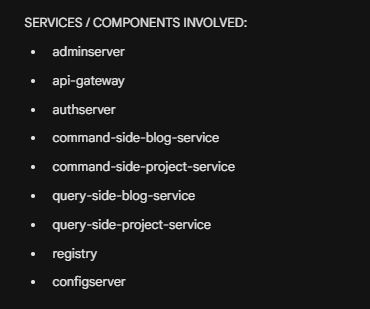 SERVICES / COMPONENTS INVOLVED:
• adminserver
• api-gateway
• authserver
• command-side-blog-service
• command-side-project-service
• query-side-blog-service
• query-side-project-service
• registry
• configserver